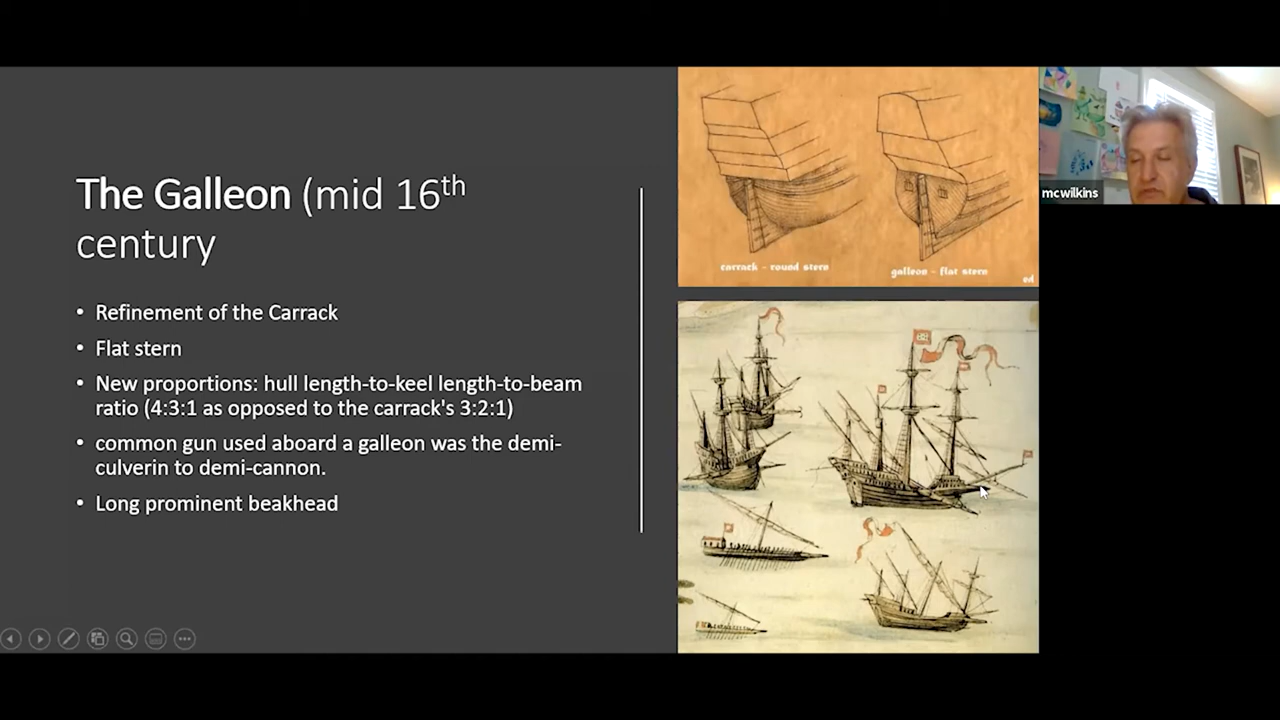 The Galleon (mid 16th
century
• Refinement of the Carrack
• Flat stern
• New proportions: hull length-to-keel length-to-beam
ratio (4:3:1 as opposed to the carrack's 3:2:1)
• common gun used aboard a galleon was the demi-
culverin to demi-cannon.
• Long prominent beakhead
carrack - round stern
galleon - flat stern
ed
mcwilkins